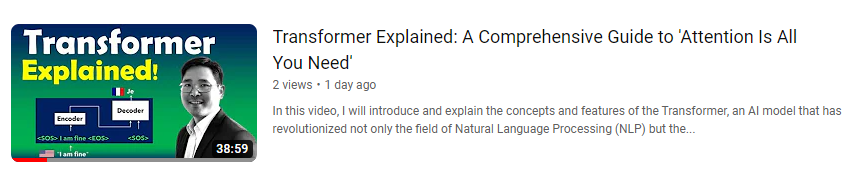 Transformer
Explained!
Je
Decoder
Encoder
<SOS> I am fine <EOS>
<SOS>
"I am fine"
38:59
Transformer Explained: A Comprehensive Guide to 'Attention Is All
You Need'
2 views • 1 day ago
In this video, I will introduce and explain the concepts and features of the Transformer, an AI model that has
revolutionized not only the field of Natural Language Processing (NLP) but the...